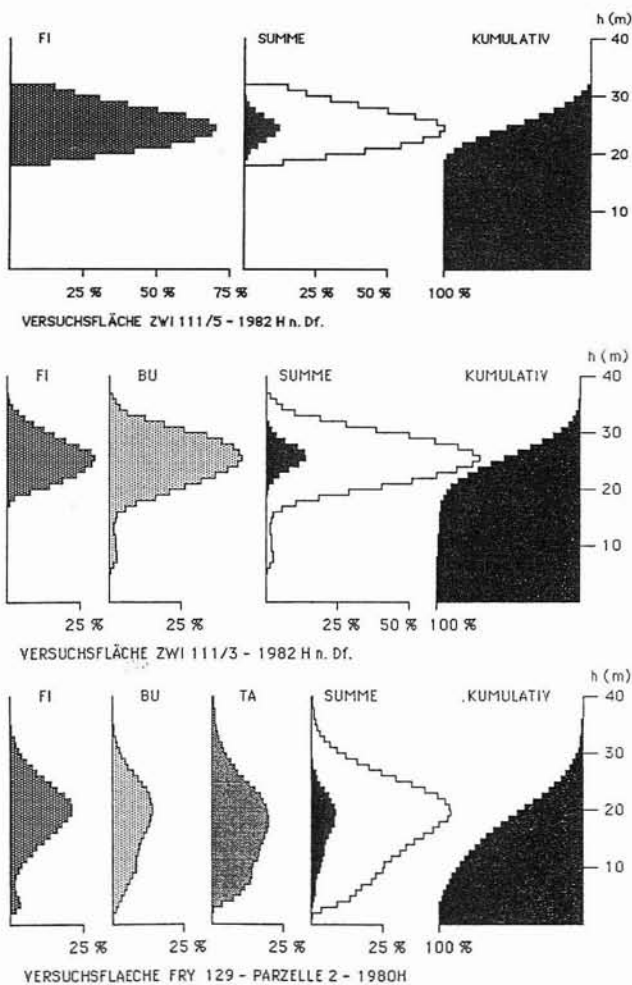 h (m)
FI SUMME KUMULATIV 40
30
20
10
25 % 50 % 75 % 25 % 50 % 100 %
VERSUCHSFLÄCHE ZWI 111/5 - 1982 H n. Df.
h (m)
FI BU SUMME KUMULATIV 40
30
20
10
25 % 25 % 25 % 50 % 100 %
VERSUCHSFLÄCHE ZWI 111/3 - 1982 H n. Df.
h (m)
FI BU TA SUMME .KUMULATIV 40
30
20
10
25 % 25 % 25 % 25 % 100 %
VERSUCHSFLAECHE FRY 129 - PARZELLE 2 - 1980H